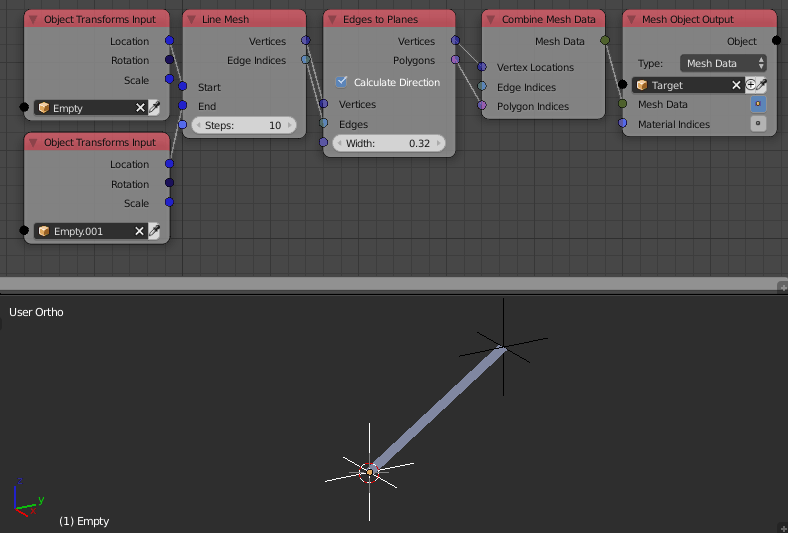 Object Transforms Input
Location
Rotation
Scale
Empty
Object Transforms Input
Location
Rotation
Scale
Empty.001
Line Mesh
Vertices
Edge Indices
Start
End
Steps: 10
Edges to Planes
Vertices
Polygons
Calculate Direction
Vertices
Edges
Width: 0.32
Combine Mesh Data
Mesh Data
Vertex Locations
Edge Indices
Polygon Indices
Mesh Object Output
Object
Type: Mesh Data
Target
Mesh Data
Material Indices
User Ortho
y
x
(1) Empty